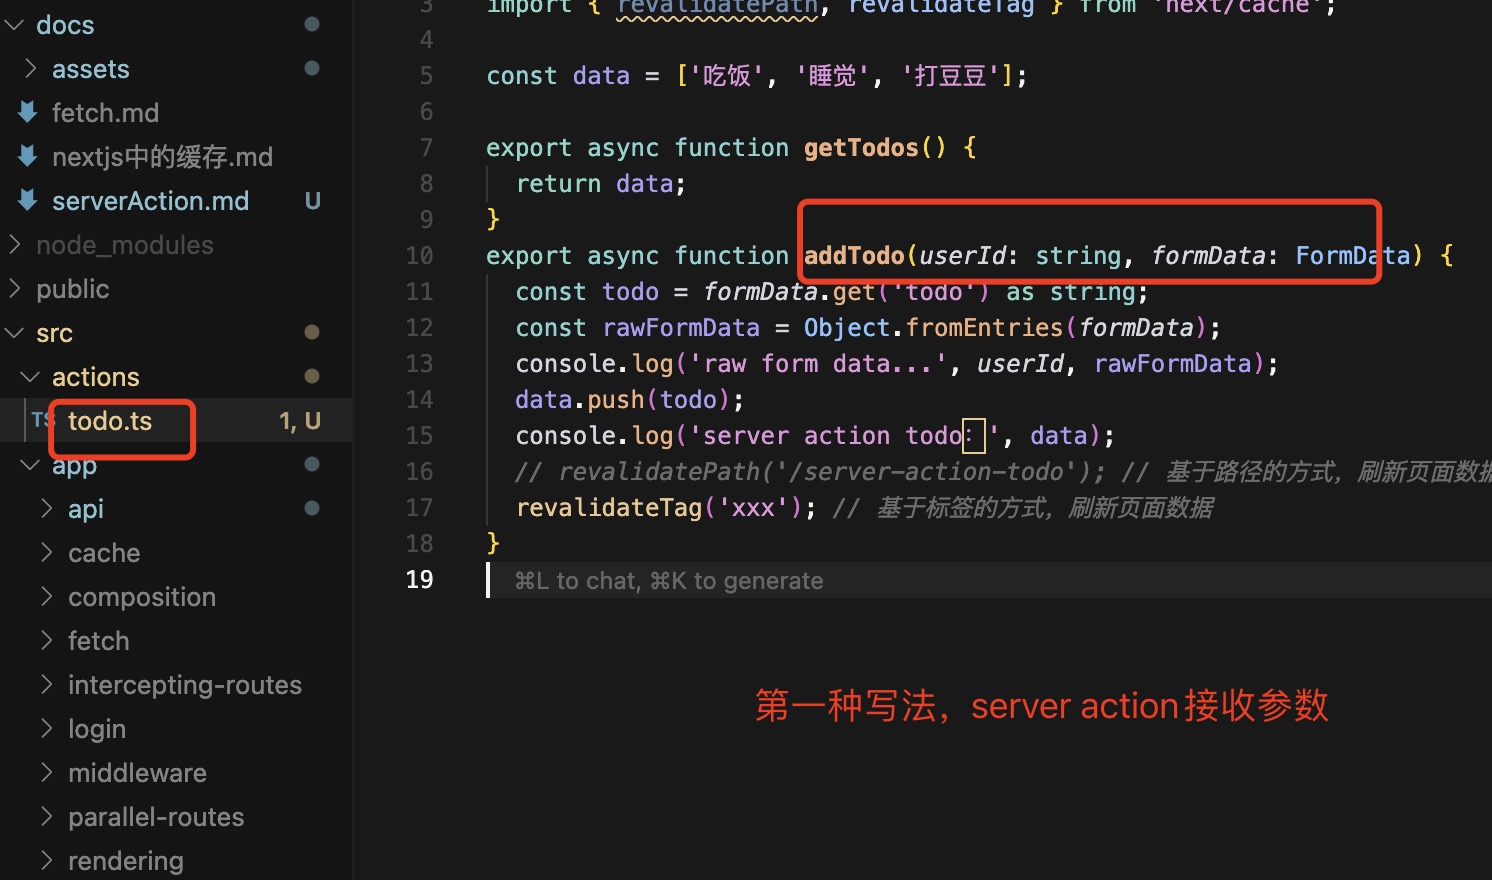 docs
assets
fetch.md
nextjs中的缓存.md
serverAction.md U
node_modules
public
src
actions
TS todo.ts 1, U
app
api
cache
composition
fetch
intercepting-routes
login
middleware
parallel-routes
rendering
3 import { revalidatePath, revalidateTag } from 'next/cache';
4
5 const data = ['吃饭', '睡觉', '打豆豆'];
6
7 export async function getTodos() {
8 return data;
9 }
10 export async function addTodo(userId: string, formData: FormData) {
11 const todo = formData.get('todo') as string;
12 const rawFormData = Object.fromEntries(formData);
13 console.log('raw form data...', userId, rawFormData);
14 data.push(todo);
15 console.log('server action todo：', data);
16 // revalidatePath('/server-action-todo'); // 基于路径的方式，刷新页面数据
17 revalidateTag('xxx'); // 基于标签的方式，刷新页面数据
18 }
19 ⌘L to chat, ⌘K to generate
第一种写法，server action接收参数